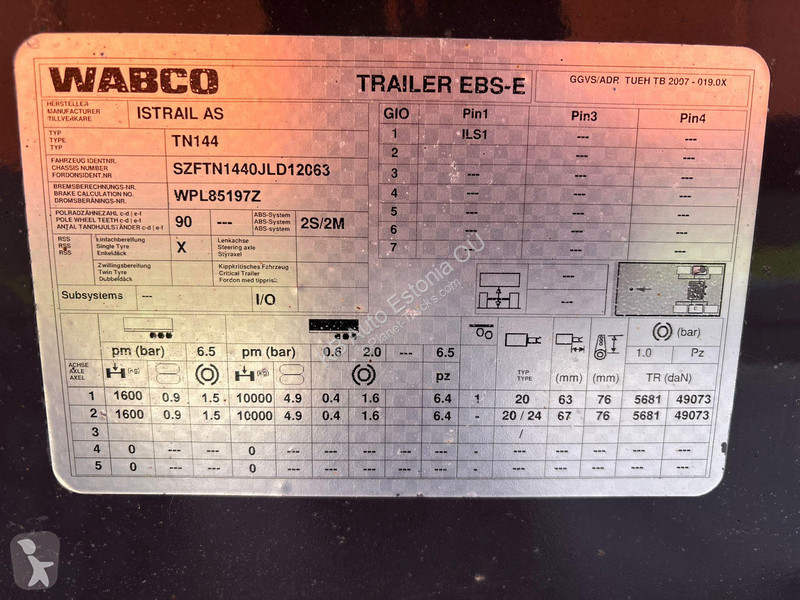 WABCO TRAILER EBS-E GGVS/ADR TUEH TB 2007 - 019.0X
HERSTELLER
MANUFACTURER
TILLVERKARE
ISTRAIL AS
TYP
TYPE
TYP
TN144
FAHRZEUG IDENTNR.
CHASSIS NUMBER
FORDONSIDENT.NR
SZFTN1440JLD12063
BREMSBERECHNUNGS-NR.
BRAKE CALCULATION NO.
BROMSBERÄNINGS-NR.
WPL85197Z
POLRADZÄHNEZAHL c-d | e-f
POLE WHEEL TEETH c-d | e-f
ANTAL TANDHJULSTÄNDER c-d | e-f
90 ---
ABS-System
ABS-System
ABS-system
2S/2M
RSS
RSS
RSS
Einfachbereifung
Single Tyre
Enkeldäck
X
Lenkachse
Steering axle
Styraxel
Zwillingsbereifung
Twin Tyre
Dubbeldäck
Kippkritisches Fahrzeug
Critical Trailer
Fordon med tipprisk
Subsystems --- I/O
GIO Pin1 Pin3 Pin4
1 ILS1 --- ---
2 --- --- ---
3 --- --- ---
4 --- --- ---
5 --- --- ---
6 --- --- ---
7 --- --- ---
---
---
pm (bar) 6.5 pm (bar) 0.6 2.0 --- 6.5
(bar)
1.0 Pz
ACHSE
AXLE
AXEL
(kg) (kg) pz
TYP
TYPE
(mm) (mm) TR (daN)
1 1600 0.9 1.5 10000 4.9 0.4 1.6 6.4 1 20 63 76 5681 49073
2 1600 0.9 1.5 10000 4.9 0.4 1.6 6.4 - 20 / 24 67 76 5681 49073
3 /
4 0 --- --- 0 --- --- --- --- - --- --- --- --- ---
5 0 --- --- 0 --- --- --- --- - --- --- --- --- ---
Auto Estonia OÜ